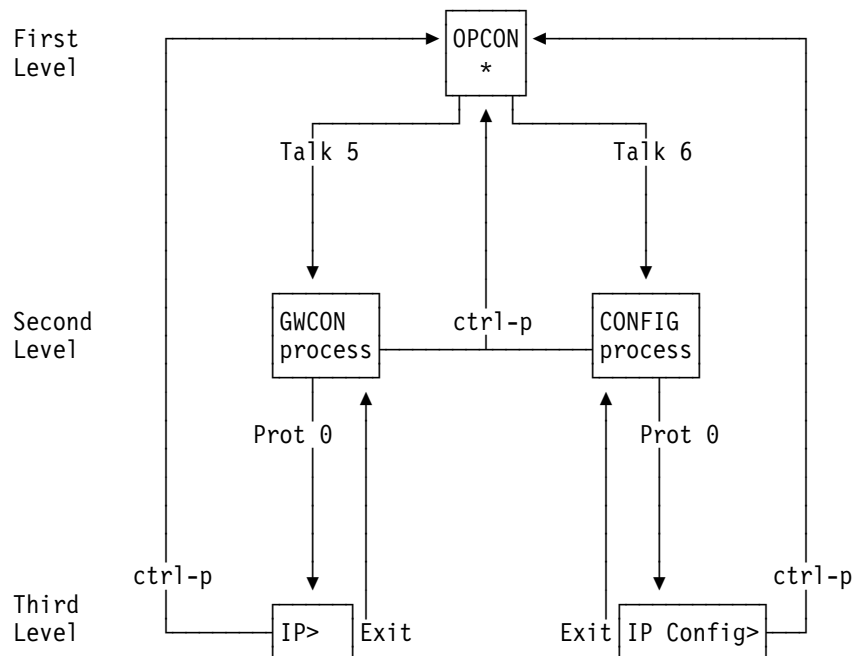 First
Level
OPCON
*
Talk 5
Talk 6
Second
Level
GWCON
process
ctrl-p
CONFIG
process
Prot 0
Prot 0
ctrl-p
ctrl-p
Third
Level
IP>
Exit
Exit
IP Config>